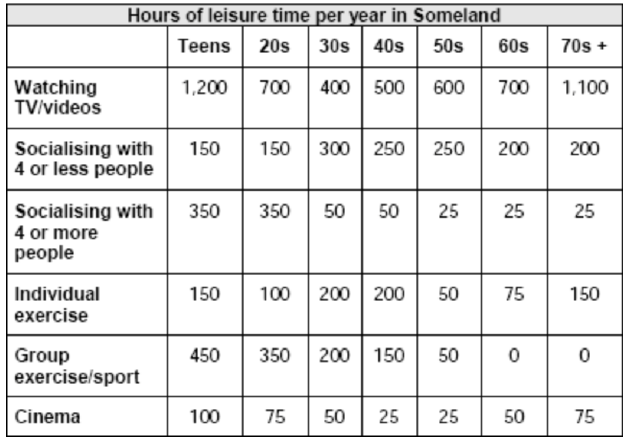 Hours of leisure time per year in Someland
Teens 20s 30s 40s 50s 60s 70s +
Watching
TV/videos 1,200 700 400 500 600 700 1,100
Socialising with
4 or less people 150 150 300 250 250 200 200
Socialising with
4 or more
people 350 350 50 50 25 25 25
Individual
exercise 150 100 200 200 50 75 150
Group
exercise/sport 450 350 200 150 50 0 0
Cinema 100 75 50 25 25 50 75